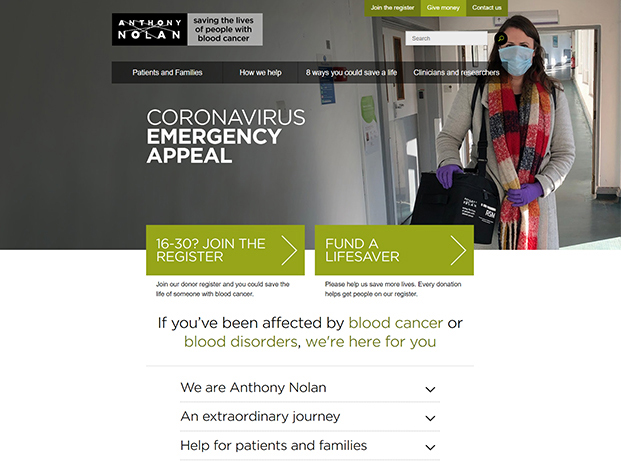 Join the register
Give money
Contact us
ANTHONY
NOLAN
saving the lives
of people with
blood cancer
Search
Patients and Families
How we help
8 ways you could save a life
Clinicians and researchers
CORONAVIRUS
EMERGENCY
APPEAL
ANTHONY
NOLAN
16-30? JOIN THE
REGISTER
FUND A
LIFESAVER
Join our donor register and you could save the
life of someone with blood cancer.
Please help us save more lives. Every donation
helps get people on our register.
If you've been affected by blood cancer or
blood disorders, we're here for you
We are Anthony Nolan
An extraordinary journey
Help for patients and families